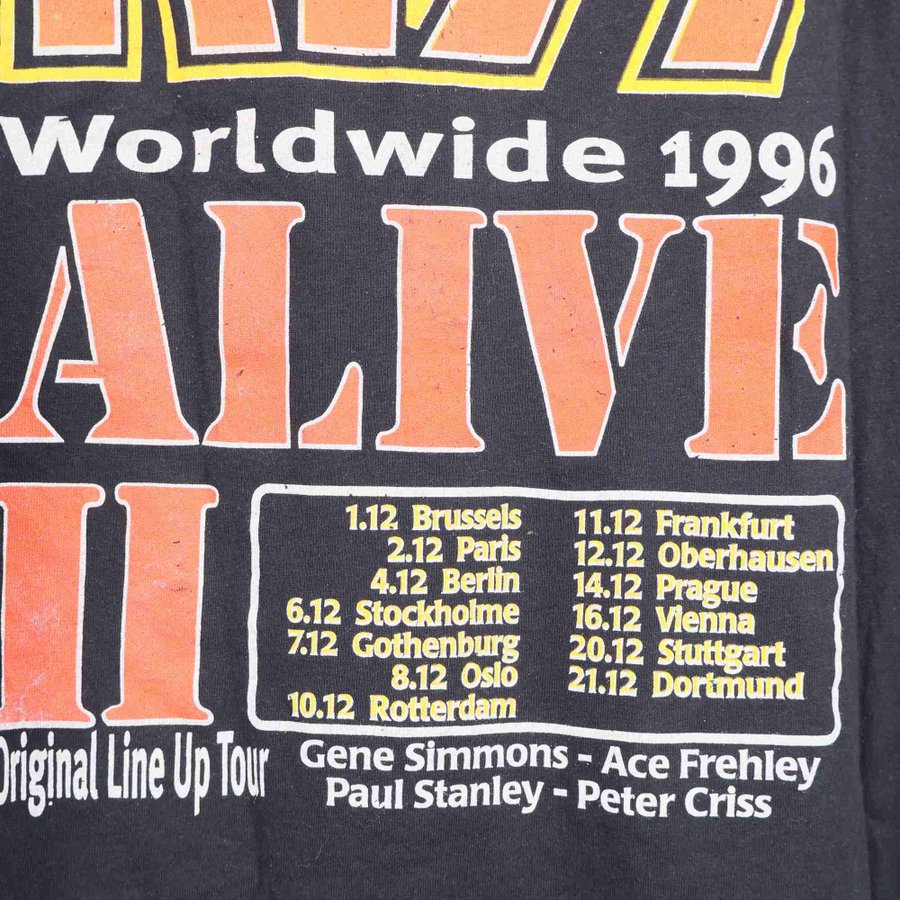 Worldwide 1996
ALIVE
II
1.12 Brussels
2.12 Paris
4.12 Berlin
6.12 Stockholme
7.12 Gothenburg
8.12 Oslo
10.12 Rotterdam
11.12 Frankfurt
12.12 Oberhausen
14.12 Prague
16.12 Vienna
20.12 Stuttgart
21.12 Dortmund
Original Line Up Tour
Gene Simmons - Ace Frehley
Paul Stanley - Peter Criss